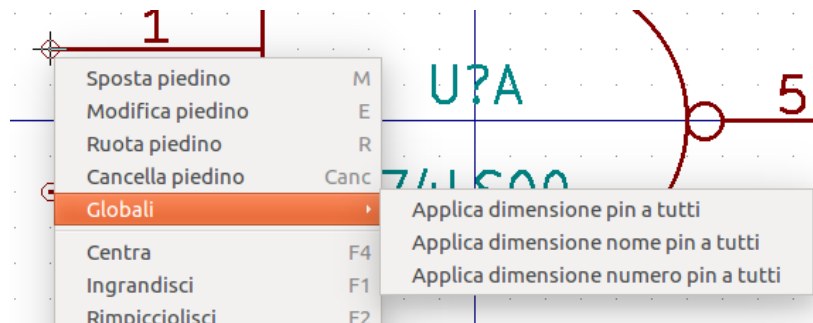 1
Sposta piedino M
Modifica piedino E
Ruota piedino R
Cancella piedino Canc
Globali
Centra F4
Ingrandisci F1
Rimpicciolisci F2
Applica dimensione pin a tutti
Applica dimensione nome pin a tutti
Applica dimensione numero pin a tutti
U?A
5
74LS00